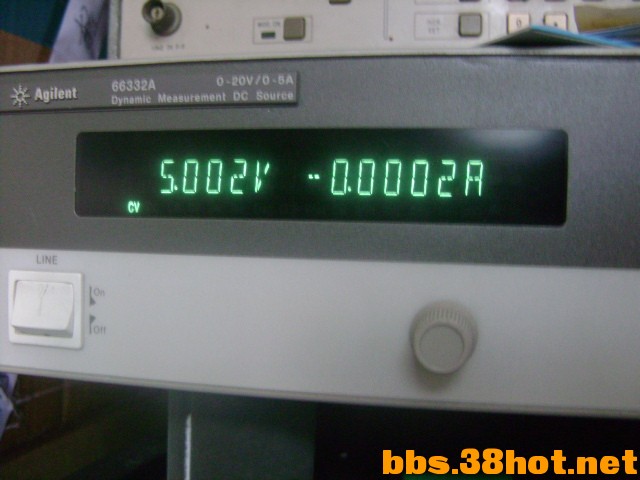 Agilent
66332A
0-20V/0-5A
Dynamic Measurement DC Source
5.002V -0.0002A
CV
LINE
On
Off
bbs.38hot.net